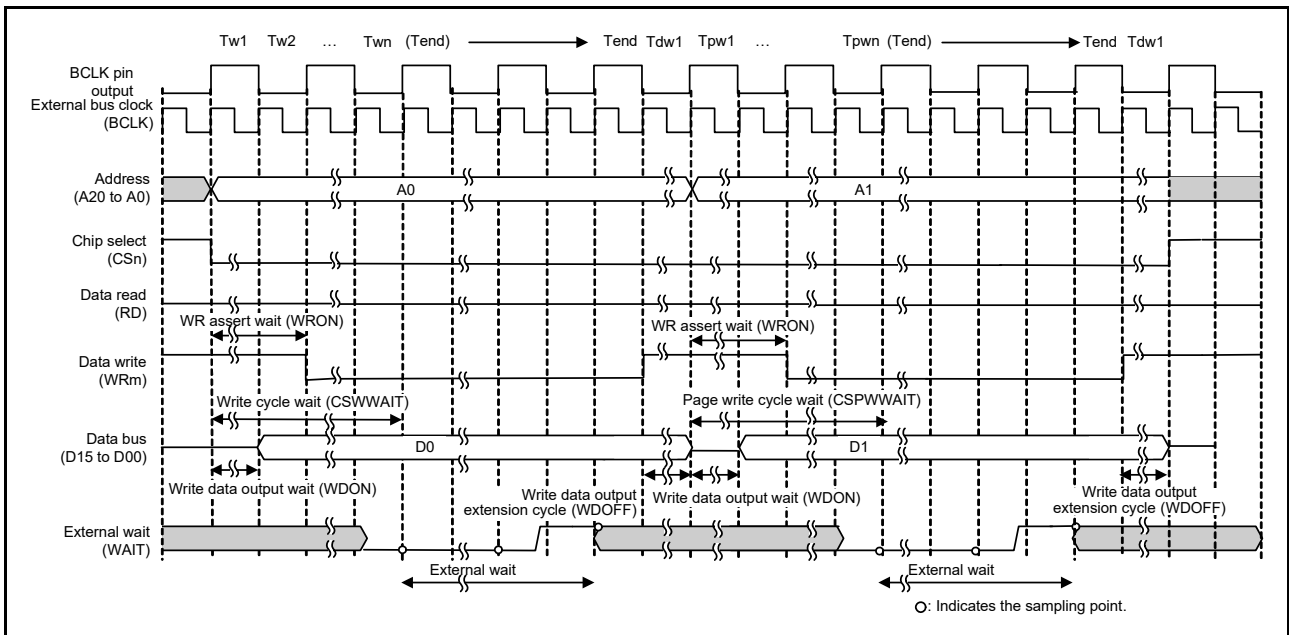 Tw1 Tw2 … Twn (Tend) Tend Tdw1 Tpw1 … Tpwn (Tend) Tend Tdw1
BCLK pin
output
External bus clock
(BCLK)
Address
(A20 to A0)
A0 A1
Chip select
(CSn)
Data read
(RD)
WR assert wait (WRON) WR assert wait (WRON)
Data write
(WRm)
Write cycle wait (CSWWAIT) Page write cycle wait (CSPWWAIT)
Data bus
(D15 to D00)
D0 D1
Write data output wait (WDON) Write data output
extension cycle (WDOFF) Write data output wait (WDON) Write data output
extension cycle (WDOFF)
External wait
(WAIT)
External wait External wait
: Indicates the sampling point.